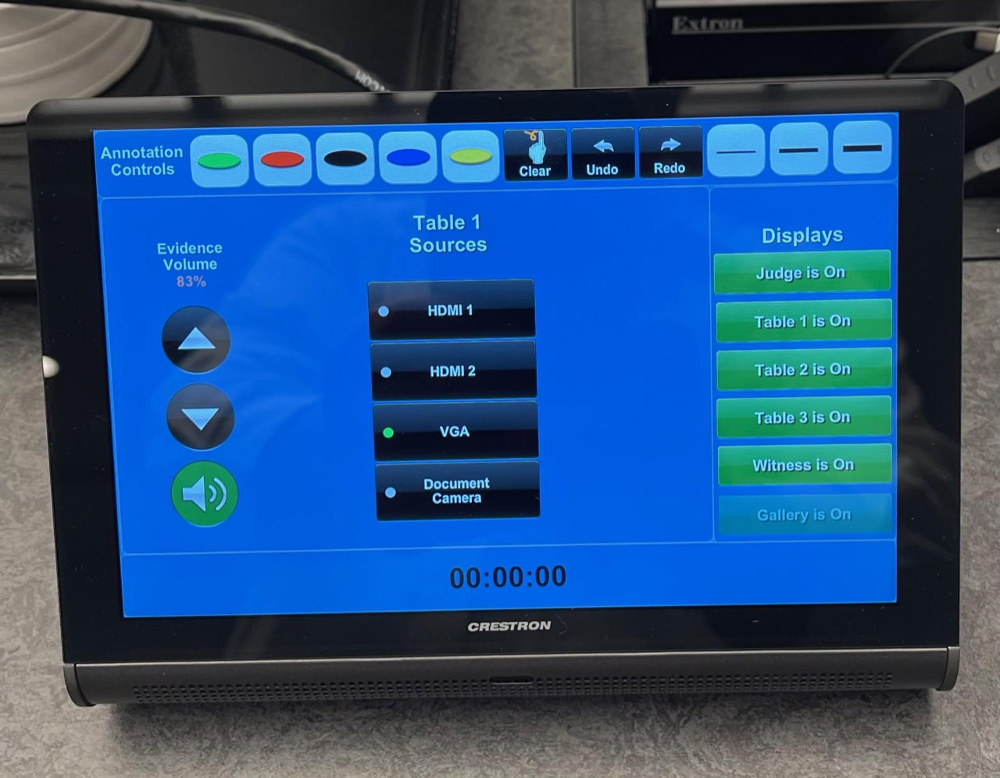 Extron
Annotation
Controls
Clear
Undo
Redo
Evidence
Volume
83%
Table 1
Sources
HDMI 1
HDMI 2
VGA
Document
Camera
Displays
Judge is On
Table 1 is On
Table 2 is On
Table 3 is On
Witness is On
Gallery is On
00:00:00
CRESTRON